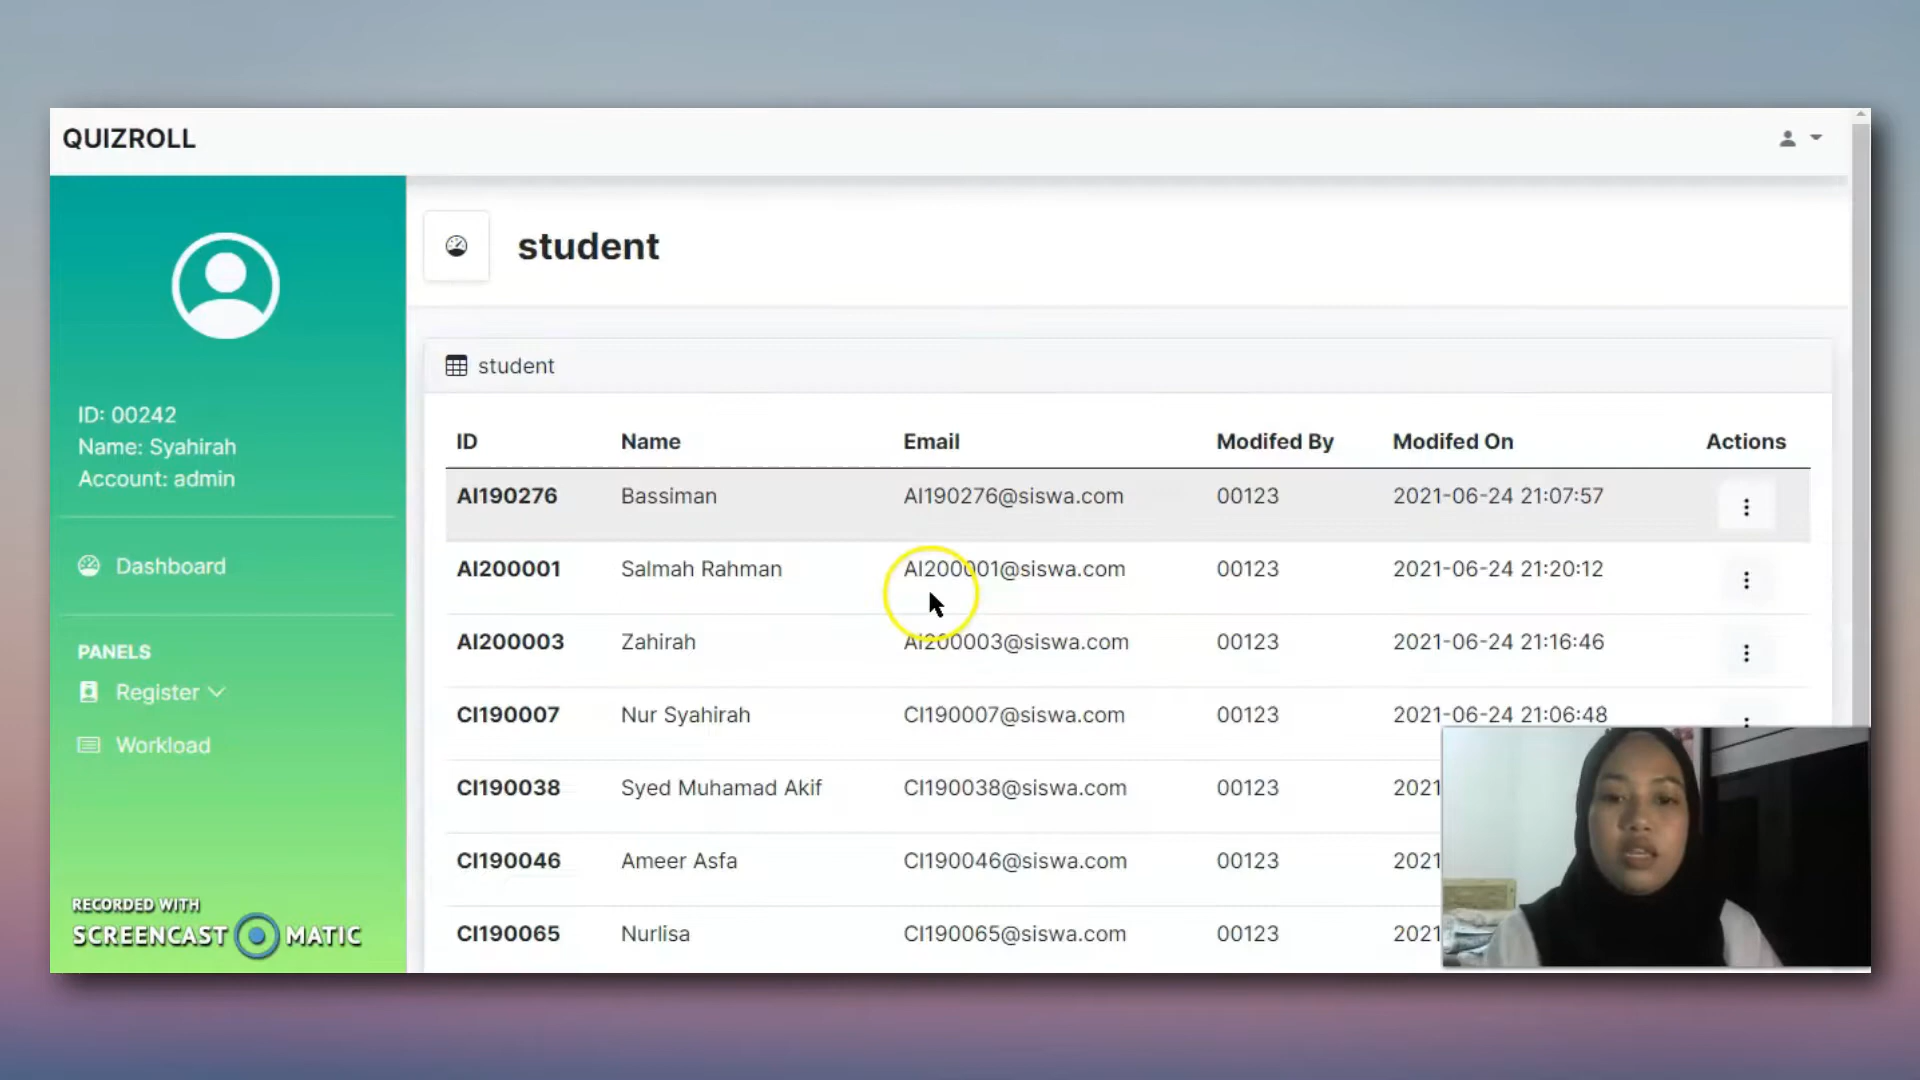 QUIZROLL
student
ID: 00242
Name: Syahirah
Account: admin
Dashboard
PANELS
Register
Workload
student
ID Name Email Modifed By Modifed On Actions
AI190276 Bassiman AI190276@siswa.com 00123 2021-06-24 21:07:57
AI200001 Salmah Rahman AI200001@siswa.com 00123 2021-06-24 21:20:12
AI200003 Zahirah AI200003@siswa.com 00123 2021-06-24 21:16:46
CI190007 Nur Syahirah CI190007@siswa.com 00123 2021-06-24 21:06:48
CI190038 Syed Muhamad Akif CI190038@siswa.com 00123 2021
CI190046 Ameer Asfa CI190046@siswa.com 00123 2021
CI190065 Nurlisa CI190065@siswa.com 00123 2021
RECORDED WITH
SCREENCAST MATIC